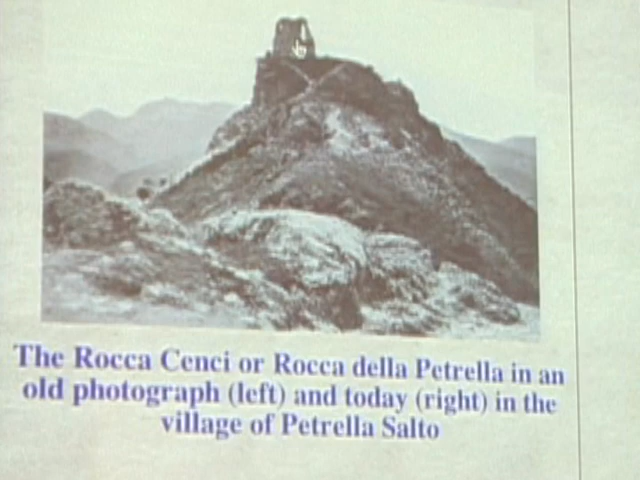 The Rocca Cenci or Rocca della Petrella in an
old photograph (left) and today (right) in the
village of Petrella Salto